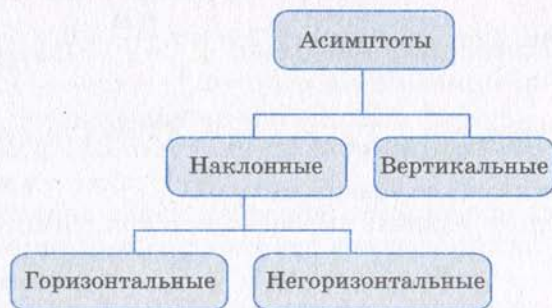 Асимптоты
Наклонные
Вертикальные
Горизонтальные
Негоризонтальные